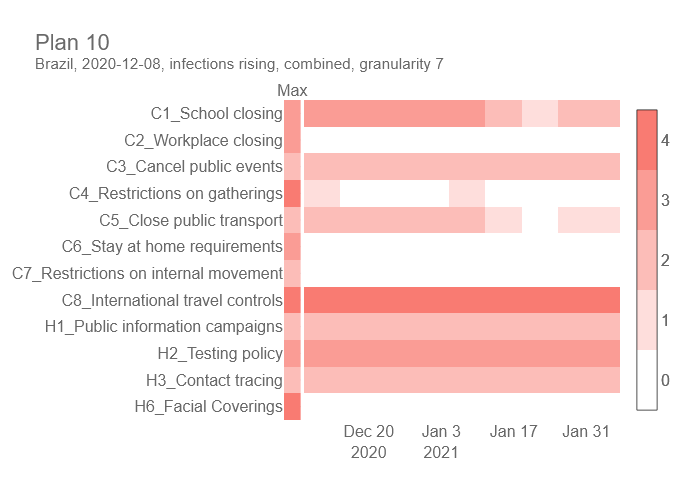 Plan 10
Brazil, 2020-12-08, infections rising, combined, granularity 7
Max
C1_School closing
C2_Workplace closing
C3_Cancel public events
C4_Restrictions on gatherings
C5_Close public transport
C6_Stay at home requirements
C7_Restrictions on internal movement
C8_International travel controls
H1_Public information campaigns
H2_Testing policy
H3_Contact tracing
H6_Facial Coverings
4
3
2
1
0
Dec 20 Jan 3 Jan 17 Jan 31
2020 2021